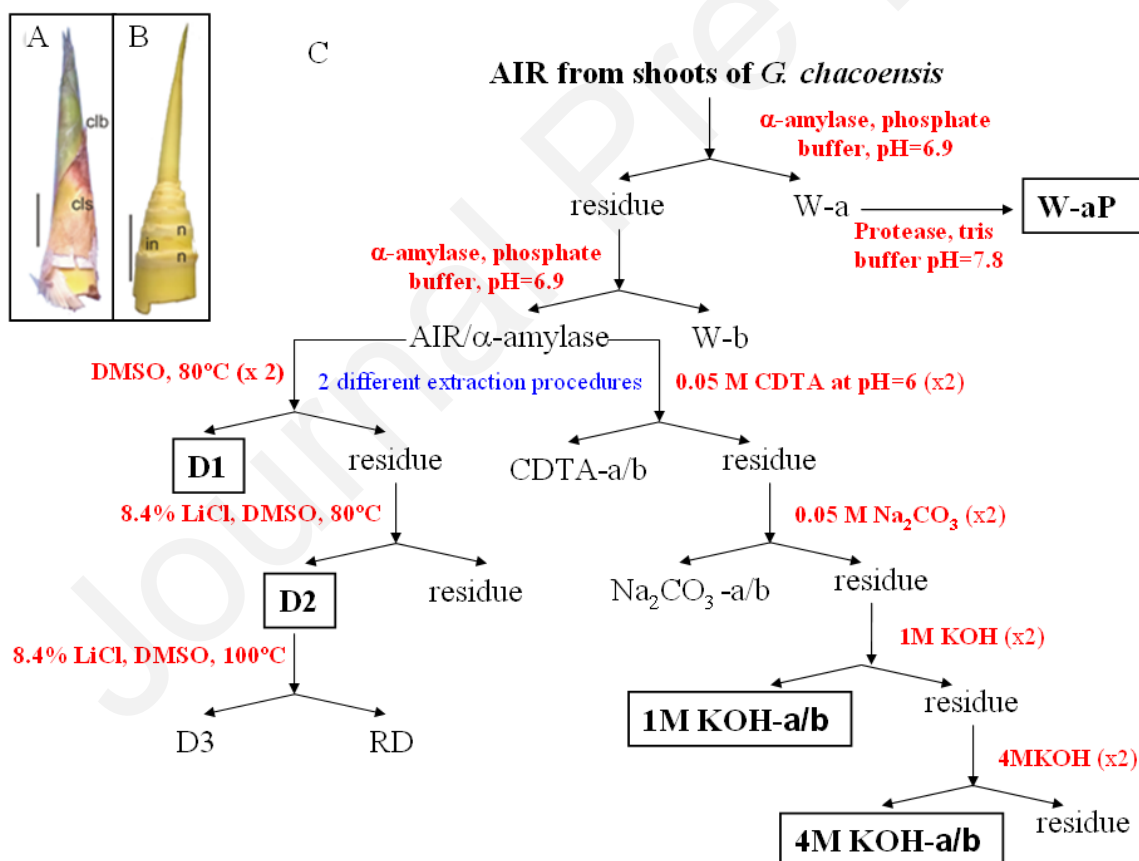 A
B
C
clb
cls
n
in
n
AIR from shoots of G. chacoensis
α-amylase, phosphate
buffer, pH=6.9
residue
W-a
W-aP
Protease, tris
buffer pH=7.8
α-amylase, phosphate
buffer, pH=6.9
AIR/α-amylase
W-b
DMSO, 80ºC (x 2)
2 different extraction procedures
0.05 M CDTA at pH=6 (x2)
D1
residue
CDTA-a/b
residue
8.4% LiCl, DMSO, 80ºC
0.05 M Na₂CO₃ (x2)
D2
residue
Na₂CO₃ -a/b
residue
8.4% LiCl, DMSO, 100ºC
1M KOH (x2)
D3
RD
1M KOH-a/b
residue
4MKOH (x2)
4M KOH-a/b
residue
Journal Pre